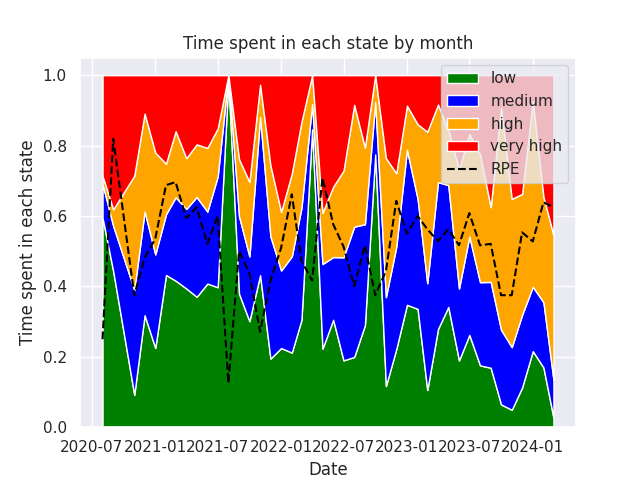 Time spent in each state by month
low
medium
high
very high
RPE
Time spent in each state
1.0
0.8
0.6
0.4
0.2
0.0
2020-07 2021-01 2021-07 2022-01 2022-07 2023-01 2023-07 2024-01
Date